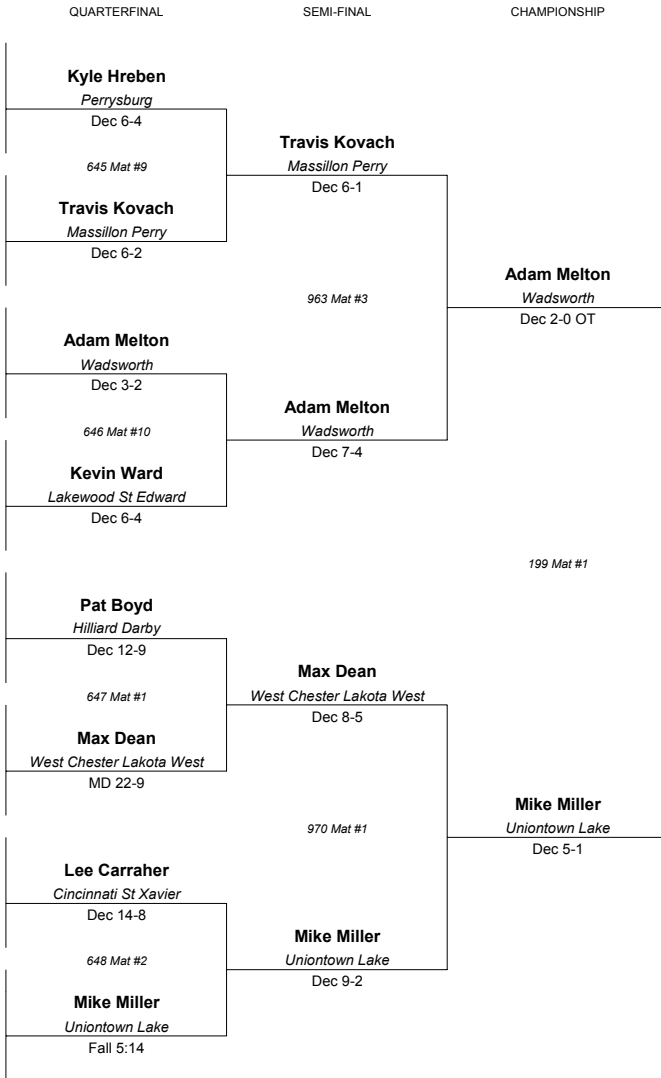 QUARTERFINAL
SEMI-FINAL
CHAMPIONSHIP
Kyle Hreben
Perrysburg
Dec 6-4
645 Mat #9
Travis Kovach
Massillon Perry
Dec 6-2
Travis Kovach
Massillon Perry
Dec 6-1
963 Mat #3
Adam Melton
Wadsworth
Dec 2-0 OT
Adam Melton
Wadsworth
Dec 3-2
646 Mat #10
Kevin Ward
Lakewood St Edward
Dec 6-4
Adam Melton
Wadsworth
Dec 7-4
199 Mat #1
Pat Boyd
Hilliard Darby
Dec 12-9
647 Mat #1
Max Dean
West Chester Lakota West
MD 22-9
Max Dean
West Chester Lakota West
Dec 8-5
970 Mat #1
Mike Miller
Uniontown Lake
Dec 5-1
Lee Carraher
Cincinnati St Xavier
Dec 14-8
648 Mat #2
Mike Miller
Uniontown Lake
Fall 5:14
Mike Miller
Uniontown Lake
Dec 9-2